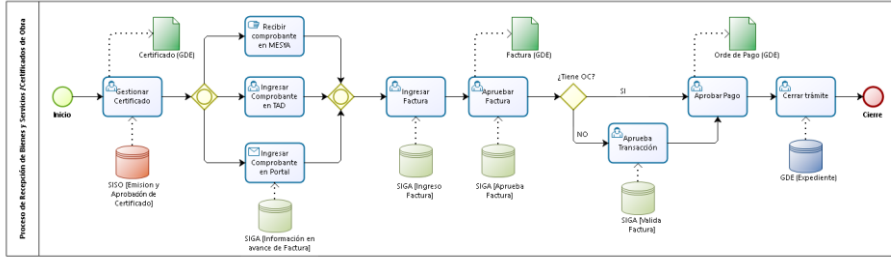 Proceso de Recepción de Bienes y Servicios /Certificados de Obra
Inicio
Gestionar
Certificado
Certificado (GDE)
SISO [Emision y
Aprobación de
Certificado]
Recibir
comprobante
en MESYA
Ingresar
Comprobante
en TAD
Ingresar
Comprobante
en Portal
SIGA [Información en
avance de Factura]
Ingresar
Factura
SIGA [Ingreso
Factura]
Apruebar
Factura
Factura (GDE)
SIGA [Aprueba
Factura]
¿Tiene OC?
SI
NO
Aprueba
Transacción
SIGA [Valida
Factura]
Aprobar Pago
Orde de Pago (GDE)
Cerrar trámite
GDE (Expediente)
Cierre